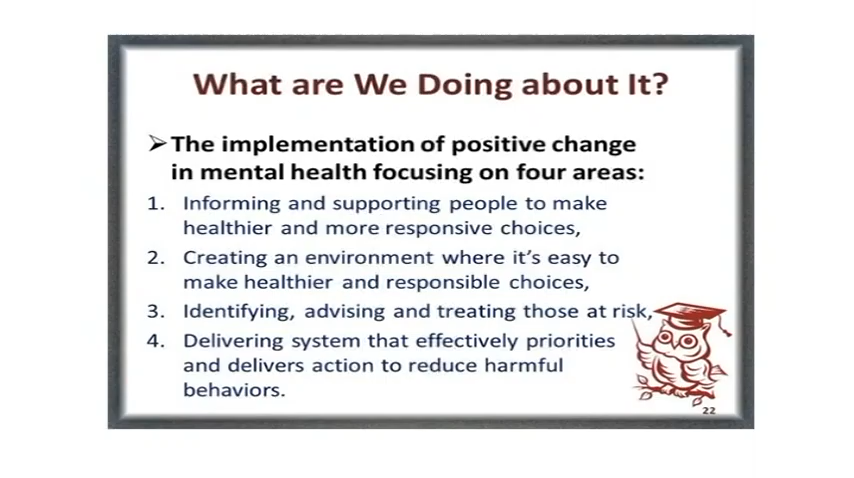 What are We Doing about It?
➢The implementation of positive change
in mental health focusing on four areas:
1. Informing and supporting people to make
healthier and more responsive choices,
2. Creating an environment where it's easy to
make healthier and responsible choices,
3. Identifying, advising and treating those at risk,
4. Delivering system that effectively priorities
and delivers action to reduce harmful
behaviors.
22